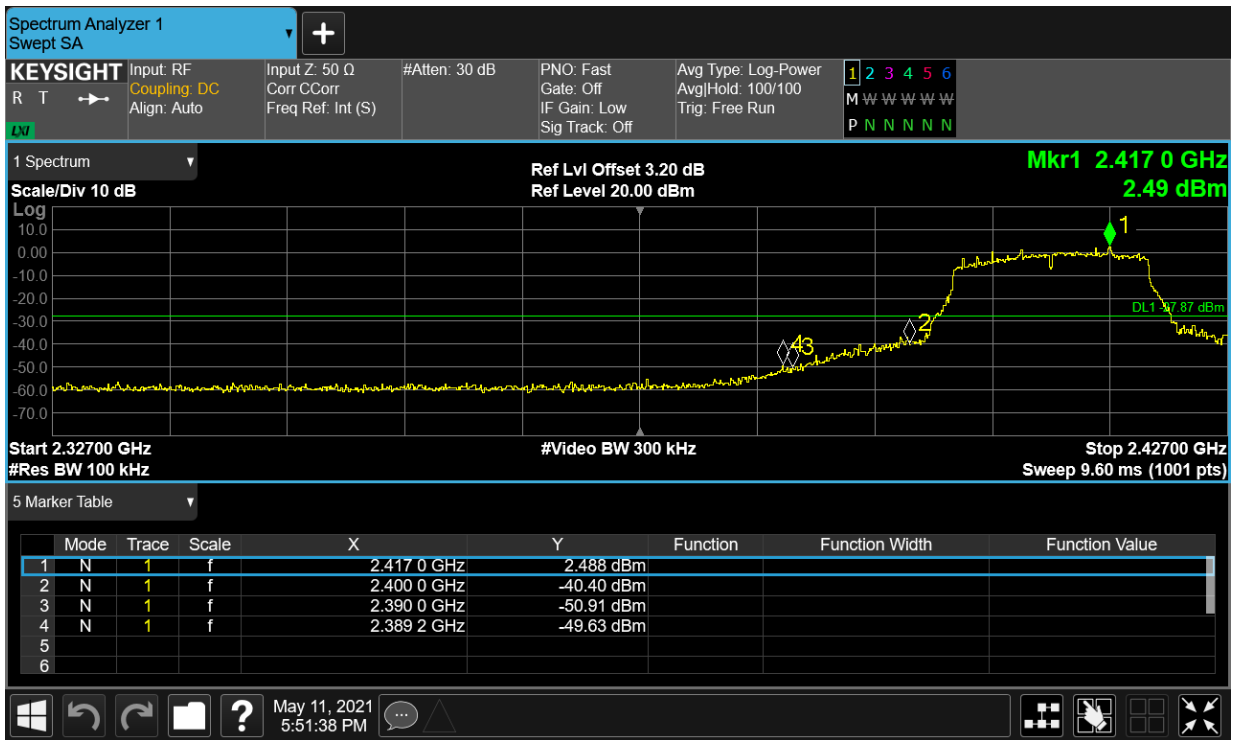 Spectrum Analyzer 1
Swept SA
+
KEYSIGHT
R T
LXI
Input: RF
Coupling: DC
Align: Auto
Input Z: 50 Ω
Corr CCorr
Freq Ref: Int (S)
#Atten: 30 dB
PNO: Fast
Gate: Off
IF Gain: Low
Sig Track: Off
Avg Type: Log-Power
Avg|Hold: 100/100
Trig: Free Run
1 2 3 4 5 6
M W W W W W
P N N N N N
1 Spectrum
Scale/Div 10 dB
Ref Lvl Offset 3.20 dB
Ref Level 20.00 dBm
Mkr1 2.417 0 GHz
2.49 dBm
Log
10.0
0.00
-10.0
-20.0
-30.0
-40.0
-50.0
-60.0
-70.0
1
2
4
3
DL1 -27.87 dBm
Start 2.32700 GHz
#Video BW 300 kHz
Stop 2.42700 GHz
#Res BW 100 kHz
Sweep 9.60 ms (1001 pts)
5 Marker Table
Mode Trace Scale X Y Function Function Width Function Value
1 N 1 f 2.417 0 GHz 2.488 dBm
2 N 1 f 2.400 0 GHz -40.40 dBm
3 N 1 f 2.390 0 GHz -50.91 dBm
4 N 1 f 2.389 2 GHz -49.63 dBm
5
6
?
May 11, 2021
5:51:38 PM